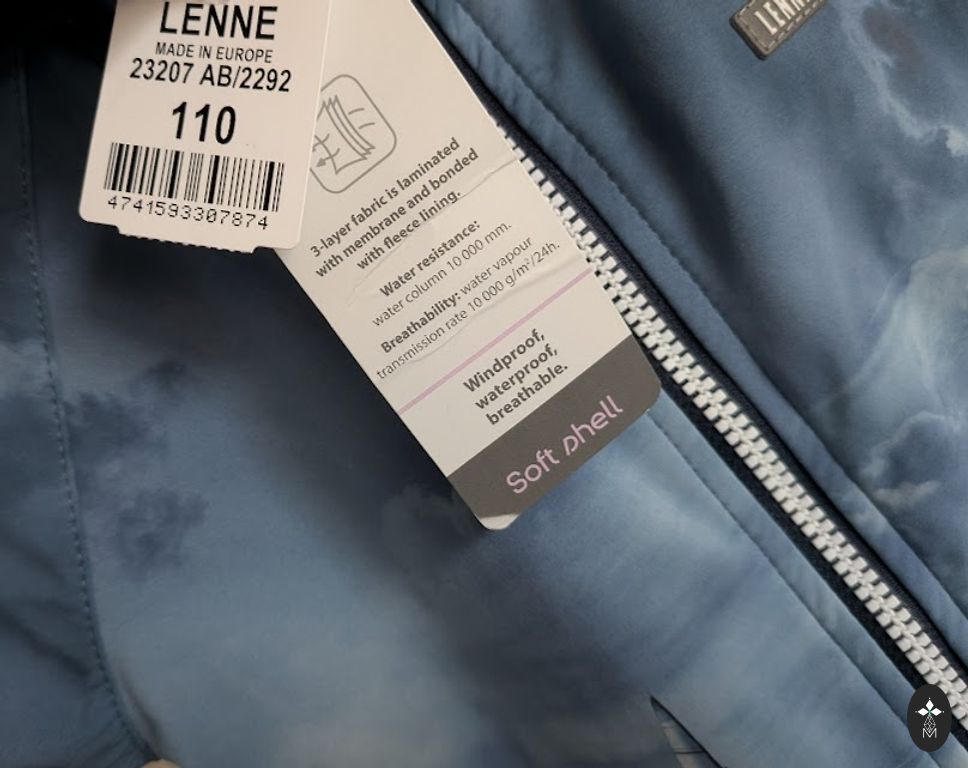 LENNE
MADE IN EUROPE
23207 AB/2292
110
4741593307874
3-layer fabric is laminated
with membrane and bonded
with fleece lining.
Water resistance:
water column 10 000 mm.
Breathability: water vapour
transmission rate 10 000 g/m²/24h.
Windproof,
waterproof,
breathable.
Soft shell
LENNE
M